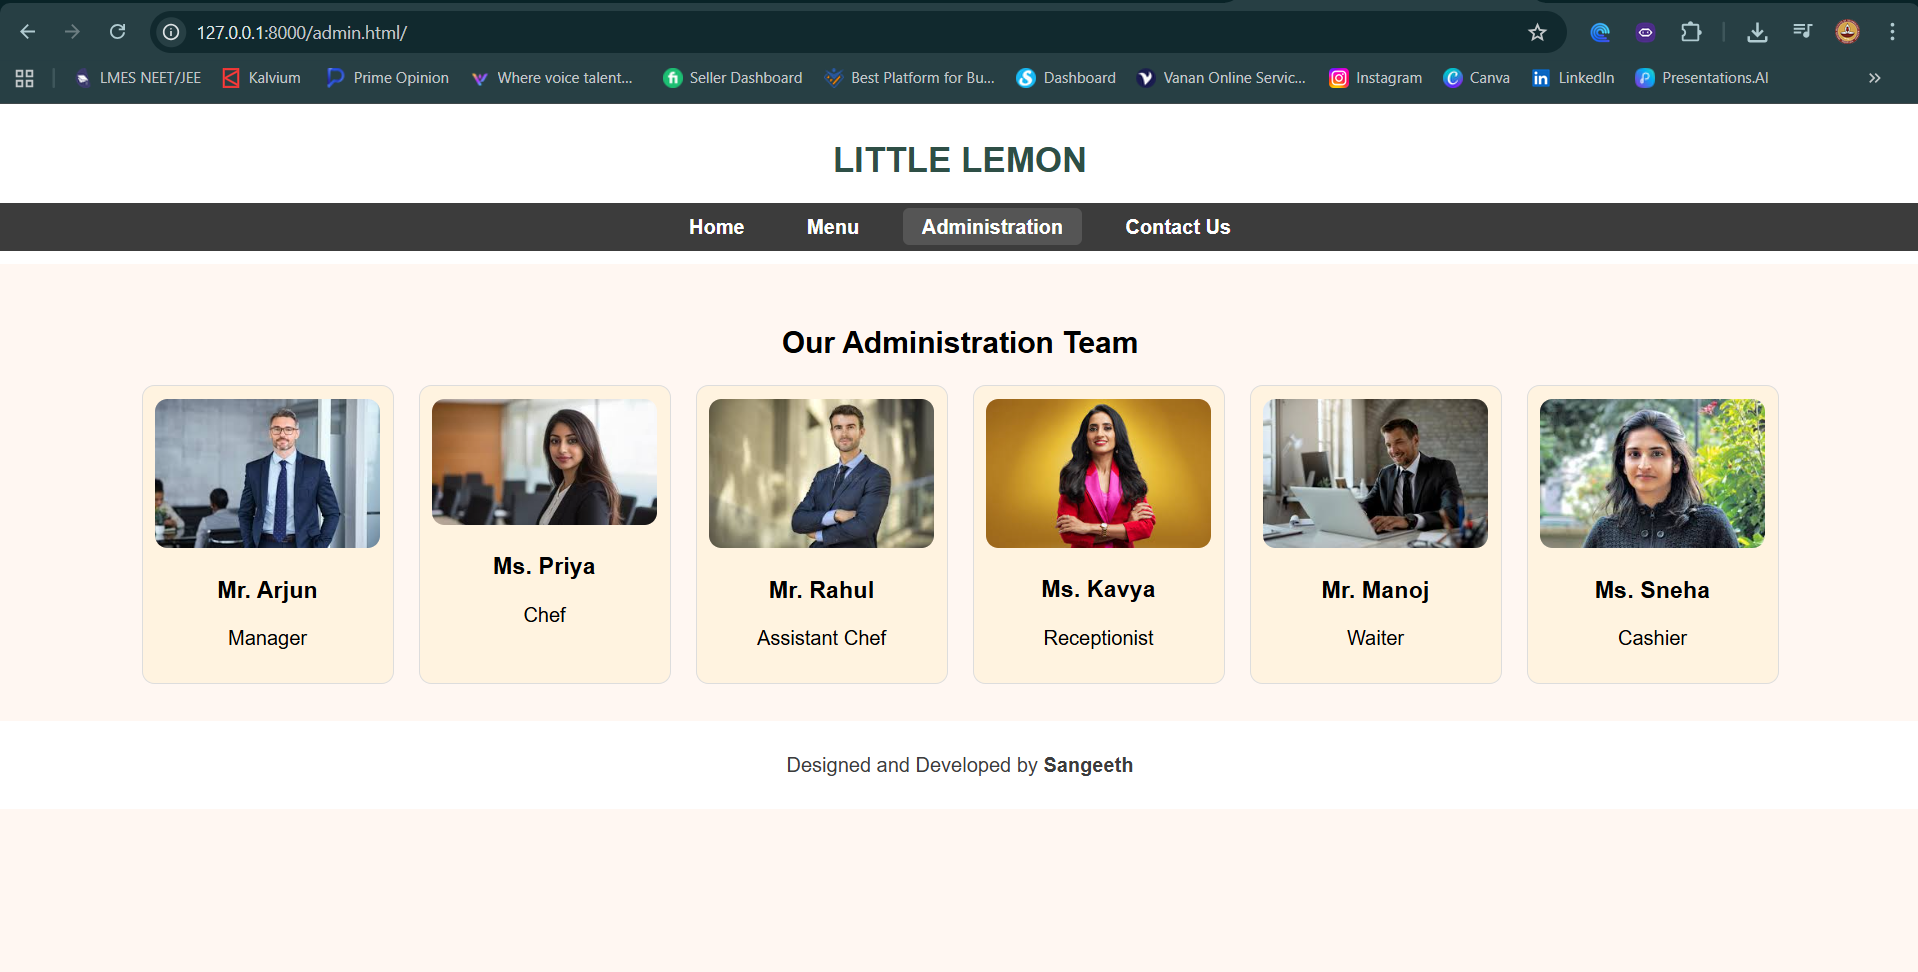 127.0.0.1:8000/admin.html/
LMES NEET/JEE Kalvium Prime Opinion Where voice talent... Seller Dashboard Best Platform for Bu... Dashboard Vanan Online Servic... Instagram Canva LinkedIn Presentations.AI
LITTLE LEMON
Home Menu Administration Contact Us
Our Administration Team
Mr. Arjun
Manager
Ms. Priya
Chef
Mr. Rahul
Assistant Chef
Ms. Kavya
Receptionist
Mr. Manoj
Waiter
Ms. Sneha
Cashier
Designed and Developed by Sangeeth